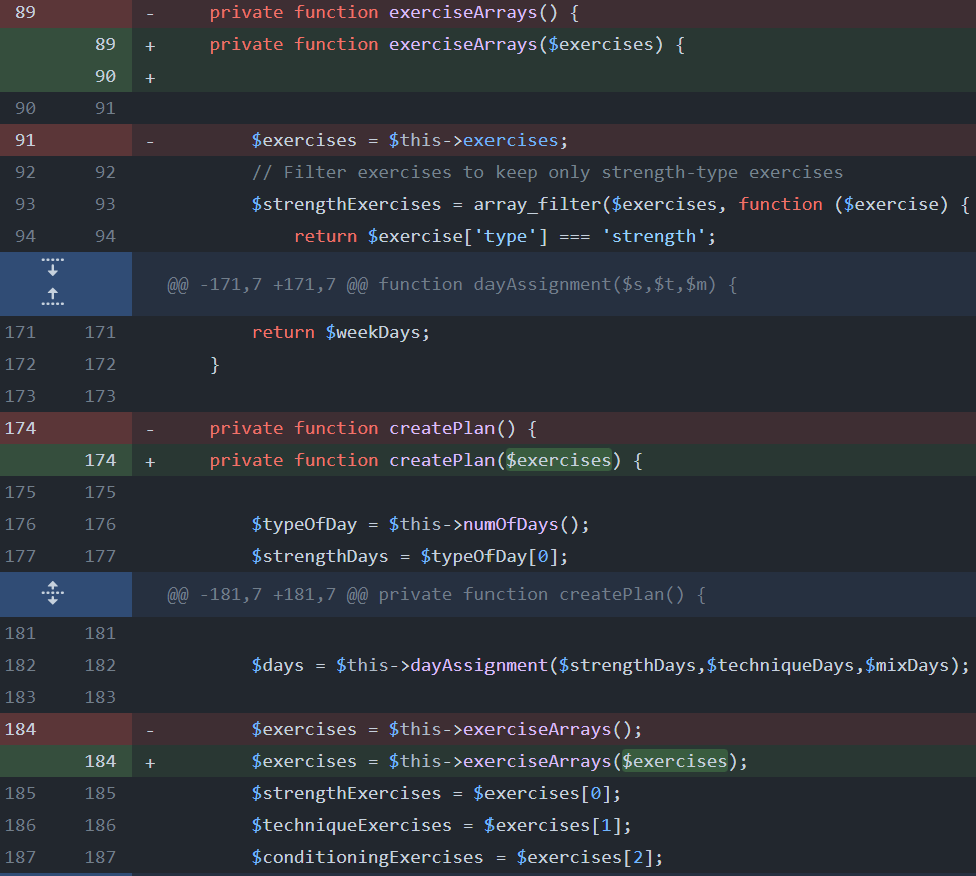 89 - private function exerciseArrays() {
89 + private function exerciseArrays($exercises) {
90 +
90 91
91 - $exercises = $this->exercises;
92 92 // Filter exercises to keep only strength-type exercises
93 93 $strengthExercises = array_filter($exercises, function ($exercise) {
94 94 return $exercise['type'] === 'strength';
@@ -171,7 +171,7 @@ function dayAssignment($s,$t,$m) {
171 171 return $weekDays;
172 172 }
173 173
174 - private function createPlan() {
174 + private function createPlan($exercises) {
175 175
176 176 $typeOfDay = $this->numOfDays();
177 177 $strengthDays = $typeOfDay[0];
@@ -181,7 +181,7 @@ private function createPlan() {
181 181
182 182 $days = $this->dayAssignment($strengthDays,$techniqueDays,$mixDays);
183 183
184 - $exercises = $this->exerciseArrays();
184 + $exercises = $this->exerciseArrays($exercises);
185 185 $strengthExercises = $exercises[0];
186 186 $techniqueExercises = $exercises[1];
187 187 $conditioningExercises = $exercises[2];